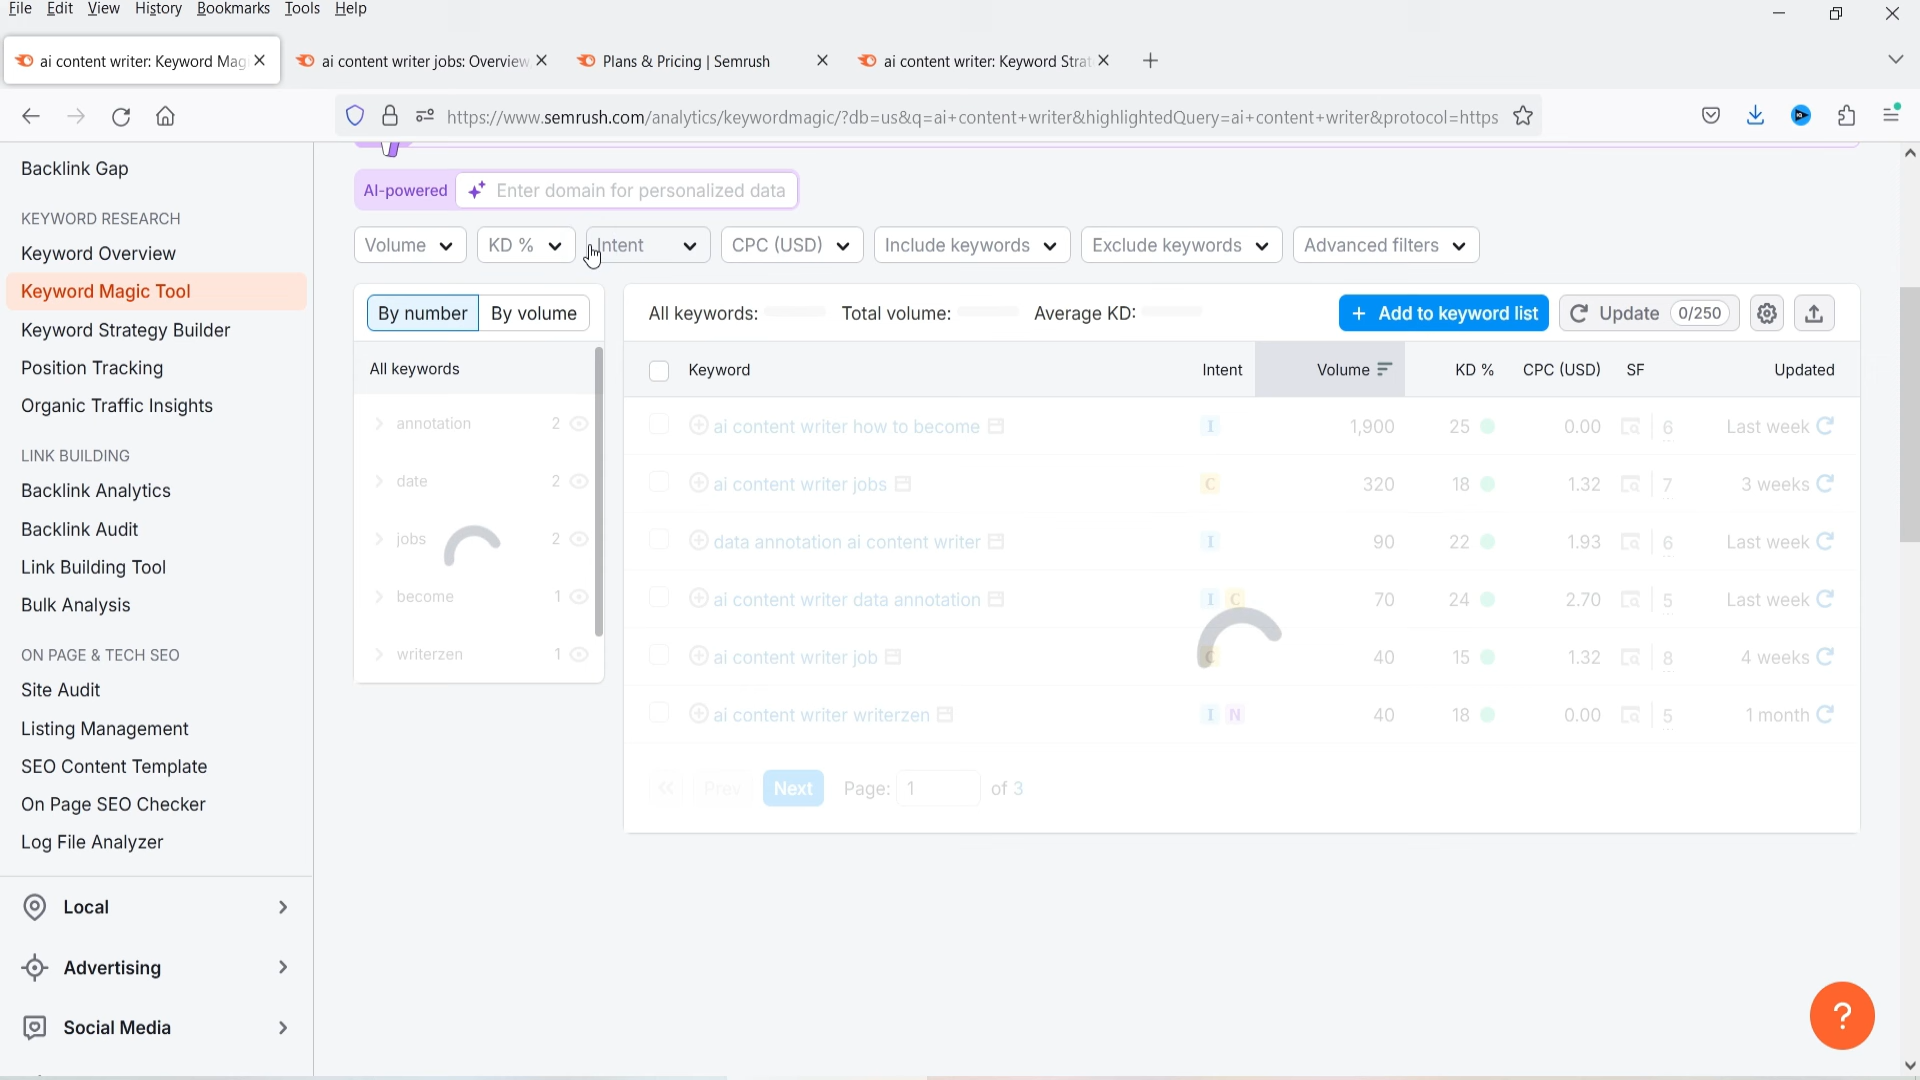 File Edit View History Bookmarks Tools Help
ai content writer: Keyword Mag
ai content writer jobs: Overview
Plans & Pricing | Semrush
ai content writer: Keyword Strat
https://www.semrush.com/analytics/keywordmagic/?db=us&q=ai+content+writer&highlightedQuery=ai+content+writer&protocol=https
Backlink Gap
KEYWORD RESEARCH
Keyword Overview
Keyword Magic Tool
Keyword Strategy Builder
Position Tracking
Organic Traffic Insights
LINK BUILDING
Backlink Analytics
Backlink Audit
Link Building Tool
Bulk Analysis
ON PAGE & TECH SEO
Site Audit
Listing Management
SEO Content Template
On Page SEO Checker
Log File Analyzer
Local
Advertising
Social Media
AI-powered Enter domain for personalized data
Volume KD % Intent CPC (USD) Include keywords Exclude keywords Advanced filters
By number By volume
All keywords
annotation 2
date 2
jobs 2
become 1
writerzen 1
All keywords: Total volume: Average KD: + Add to keyword list Update 0/250
Keyword Intent Volume KD % CPC (USD) SF Updated
ai content writer how to become I 1,900 25 0.00 6 Last week
ai content writer jobs C 320 18 1.32 7 3 weeks
data annotation ai content writer I 90 22 1.93 6 Last week
ai content writer data annotation I C 70 24 2.70 5 Last week
ai content writer job C 40 15 1.32 8 4 weeks
ai content writer writerzen I N 40 18 0.00 5 1 month
Prev Next Page: 1 of 3
?